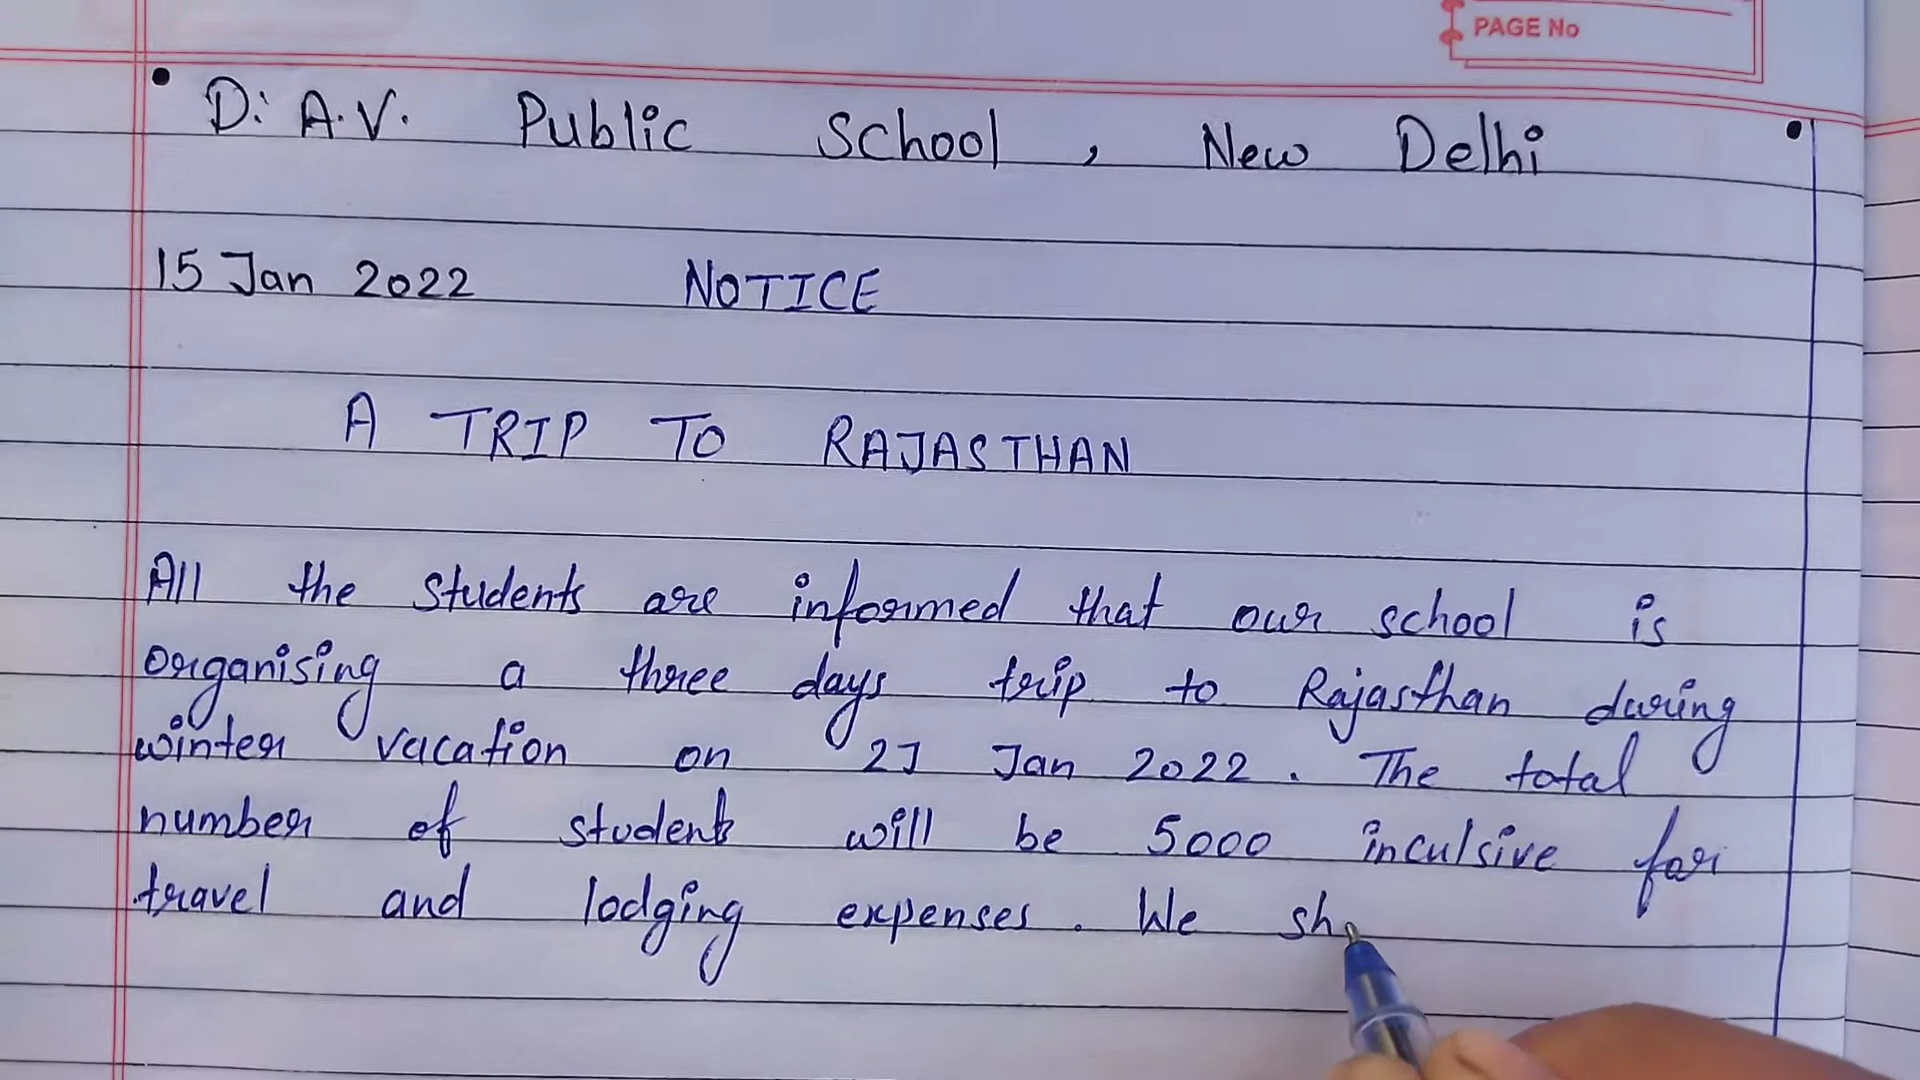 PAGE No
D. A.V. Public School, New Delhi
15 Jan 2022 NOTICE
A TRIP TO RAJASTHAN
All the students are informed that our school is
organising a three days trip to Rajasthan during
winter vacation on 21 Jan 2022. The total
number of students will be 5000 inculsive for
travel and lodging expenses. We sh